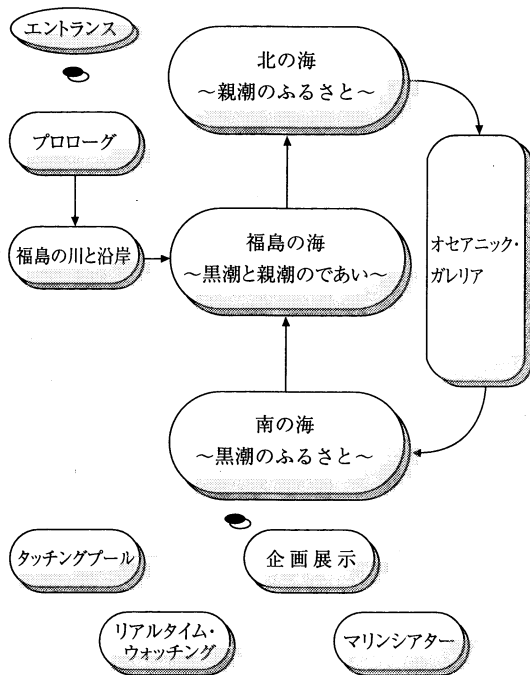 エントランス
プロローグ
福島の川と沿岸
北の海
～親潮のふるさと～
福島の海
～黒潮と親潮のであい～
南の海
～黒潮のふるさと～
オセアニック・
ガレリア
タッチングプール
企画展示
リアルタイム・
ウォッチング
マリンシアター